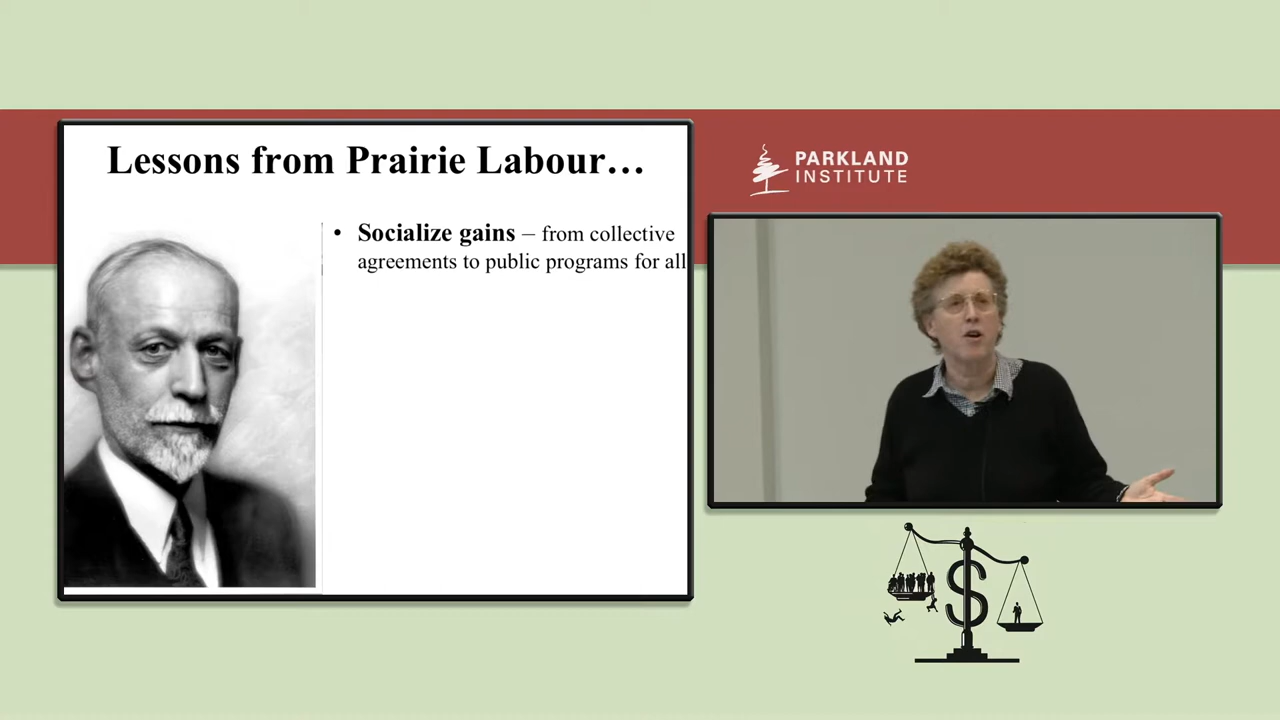 Lessons from Prairie Labour…
• Socialize gains – from collective
agreements to public programs for all
PARKLAND
INSTITUTE
$